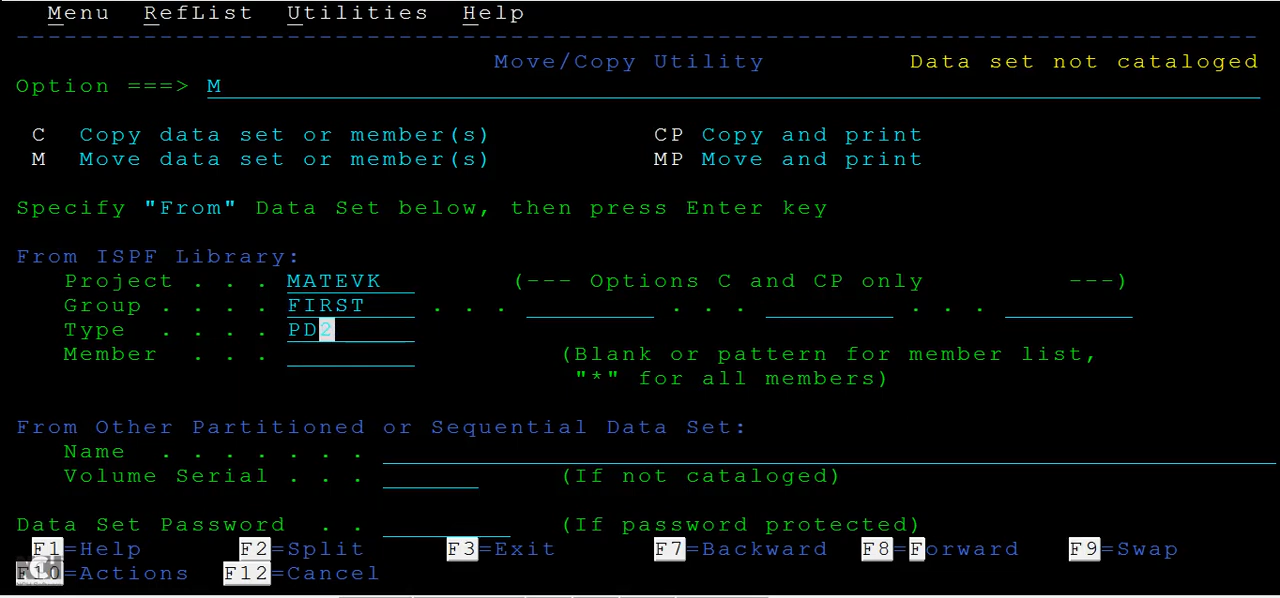 Menu RefList Utilities Help
Move/Copy Utility Data set not cataloged
Option ===> M
C Copy data set or member(s) CP Copy and print
M Move data set or member(s) MP Move and print
Specify "From" Data Set below, then press Enter key
From ISPF Library:
Project . . . MATEVK (--- Options C and CP only ---)
Group . . . . FIRST . . . . . . . . .
Type . . . . PD2
Member . . . (Blank or pattern for member list,
"*" for all members)
From Other Partitioned or Sequential Data Set:
Name . . . . . . .
Volume Serial . . . (If not cataloged)
Data Set Password . . (If password protected)
F1=Help F2=Split F3=Exit F7=Backward F8=Forward F9=Swap
F10=Actions F12=Cancel